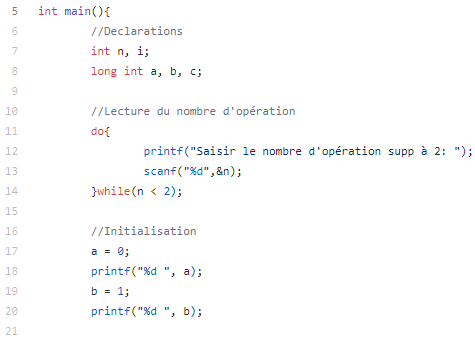 5 int main(){
6 //Declarations
7 int n, i;
8 long int a, b, c;
9
10 //Lecture du nombre d'opération
11 do{
12 printf("Saisir le nombre d'opération supp à 2: ");
13 scanf("%d",&n);
14 }while(n < 2);
15
16 //Initialisation
17 a = 0;
18 printf("%d ", a);
19 b = 1;
20 printf("%d ", b);
21